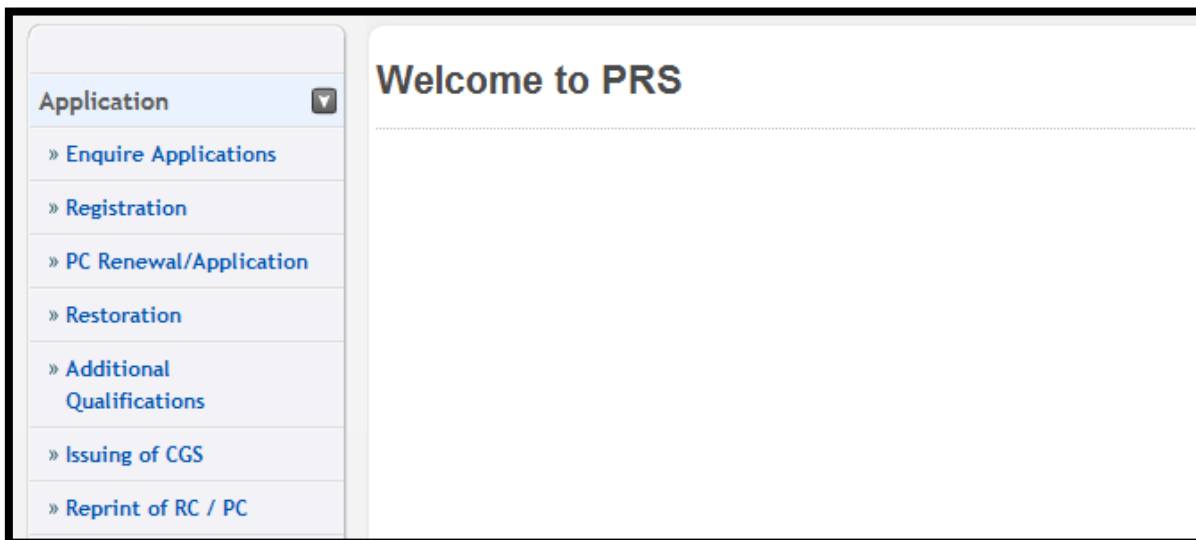 Application
» Enquire Applications
» Registration
» PC Renewal/Application
» Restoration
» Additional
Qualifications
» Issuing of CGS
» Reprint of RC / PC
Welcome to PRS